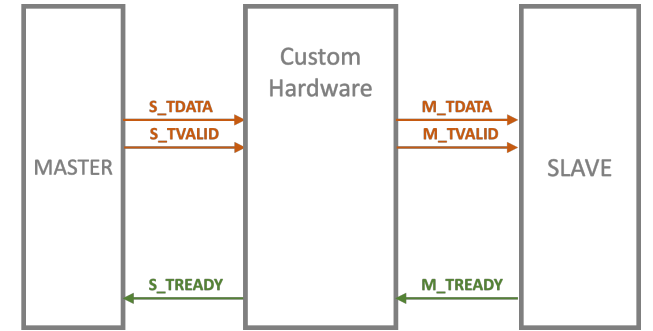 Custom
Hardware
S_TDATA
M_TDATA
S_TVALID
M_TVALID
MASTER
SLAVE
S_TREADY
M_TREADY